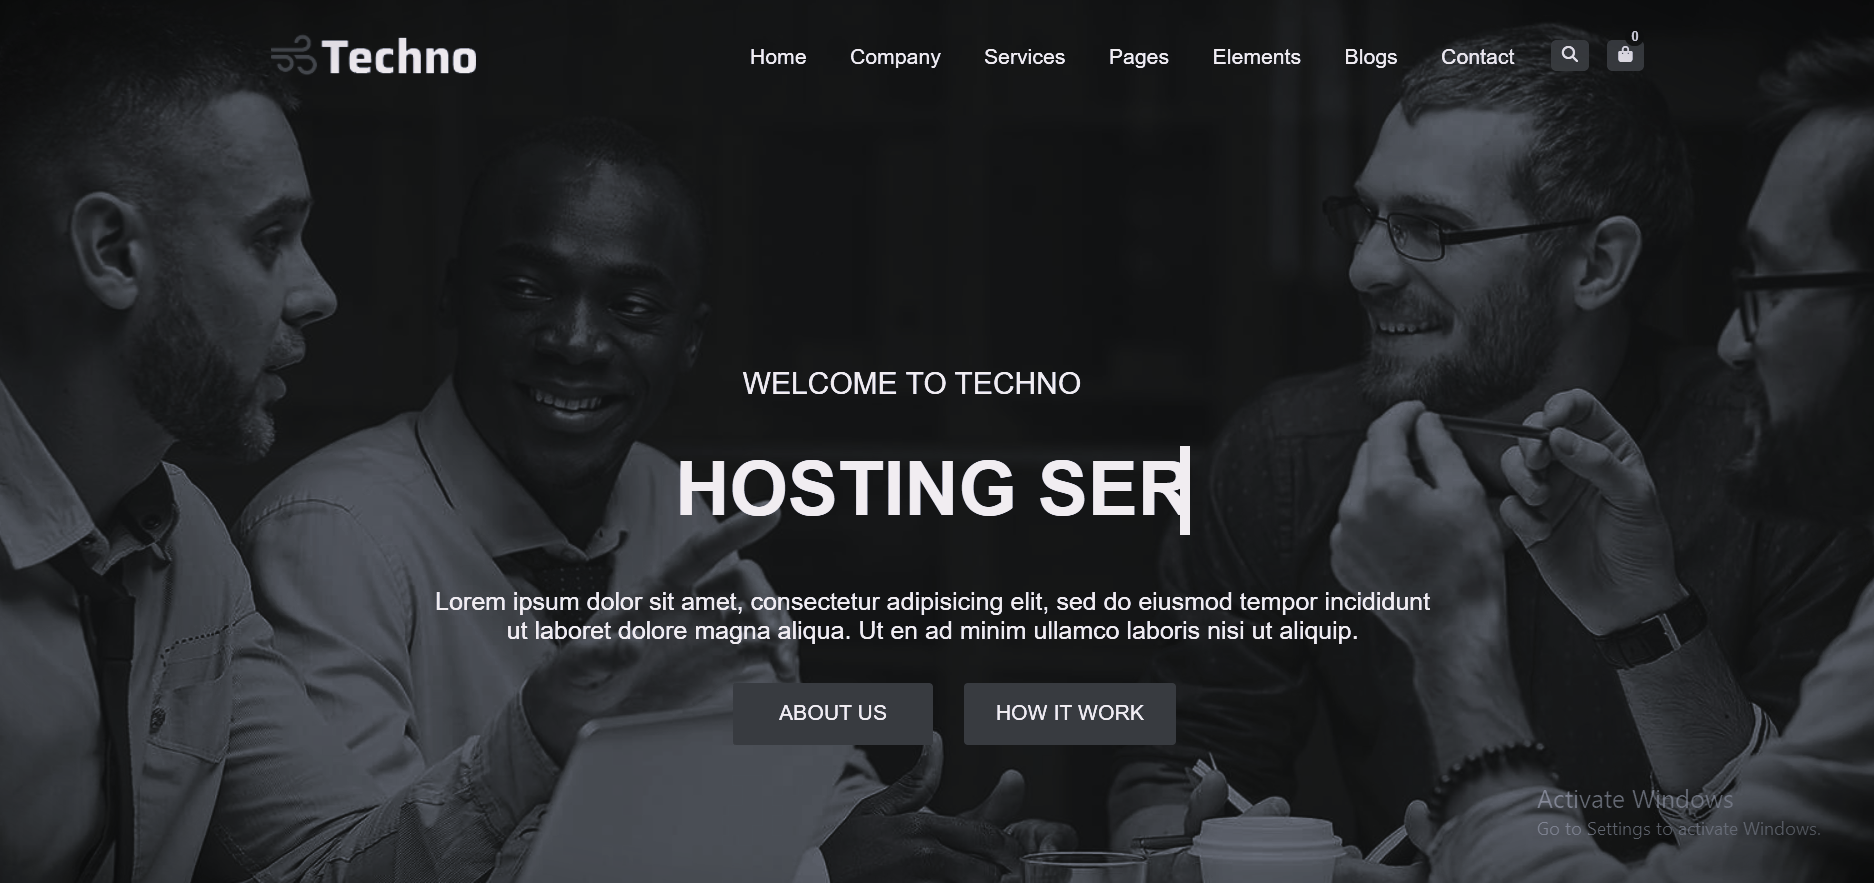 Techno
Home Company Services Pages Elements Blogs Contact 0
WELCOME TO TECHNO
HOSTING SER
Lorem ipsum dolor sit amet, consectetur adipisicing elit, sed do eiusmod tempor incididunt
ut laboret dolore magna aliqua. Ut en ad minim ullamco laboris nisi ut aliquip.
ABOUT US HOW IT WORK
Activate Windows
Go to Settings to activate Windows.